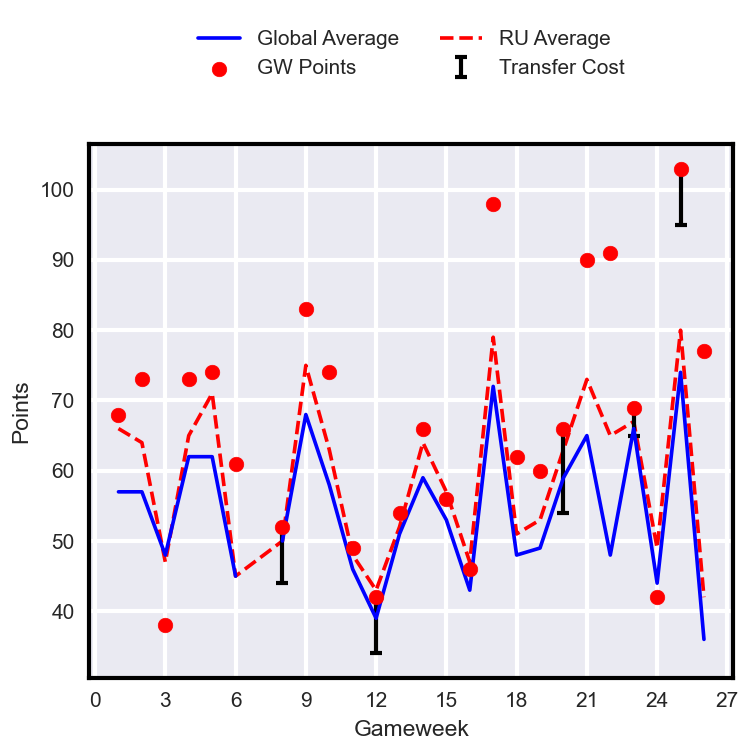 Global Average
RU Average
GW Points
Transfer Cost
100
90
80
70
60
50
40
Points
0 3 6 9 12 15 18 21 24 27
Gameweek